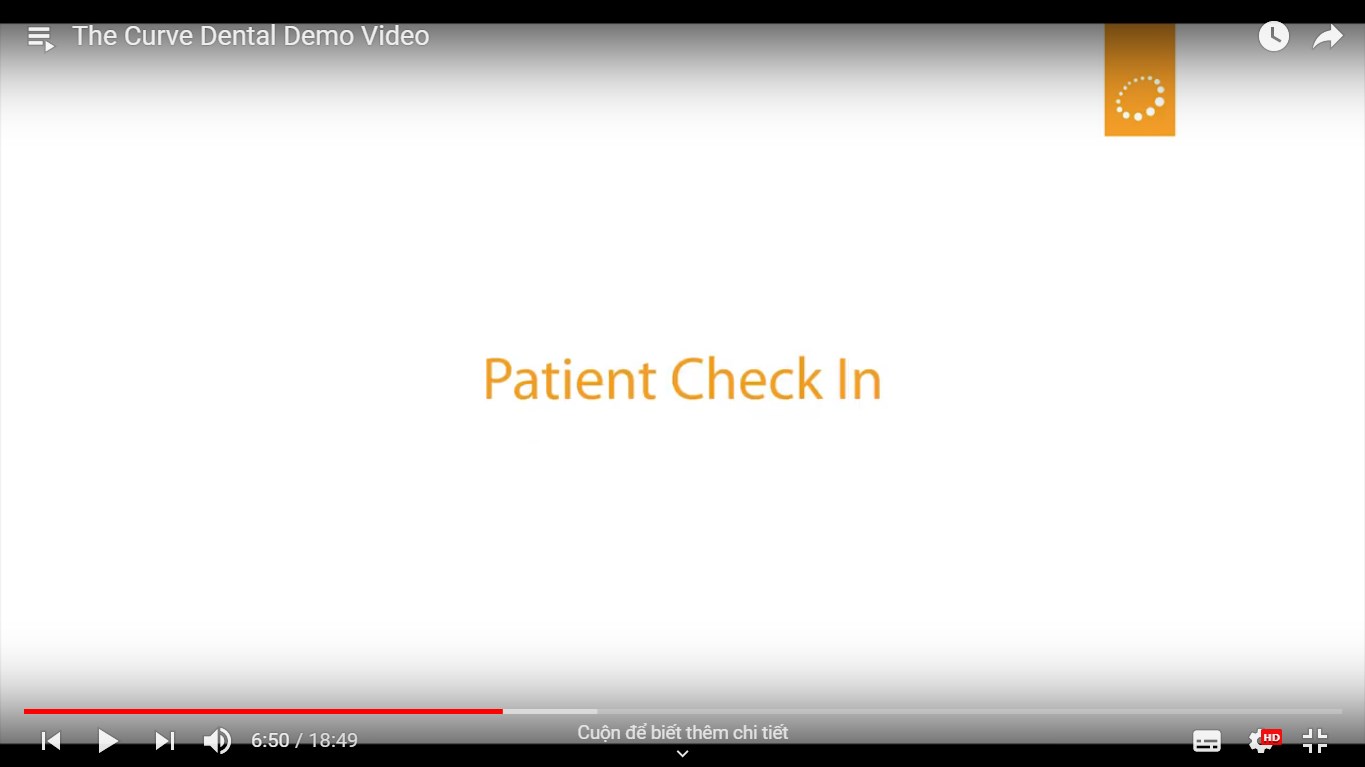 The Curve Dental Demo Video
Patient Check In
Cuộn để biết thêm chi tiết
6:50 / 18:49
HD